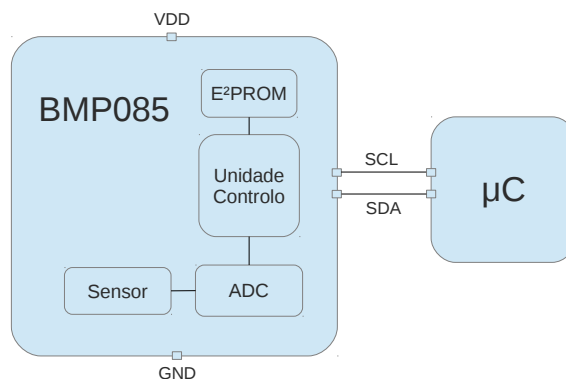 VDD
BMP085
E²PROM
Unidade
Controlo
SCL
SDA
µC
Sensor
ADC
GND